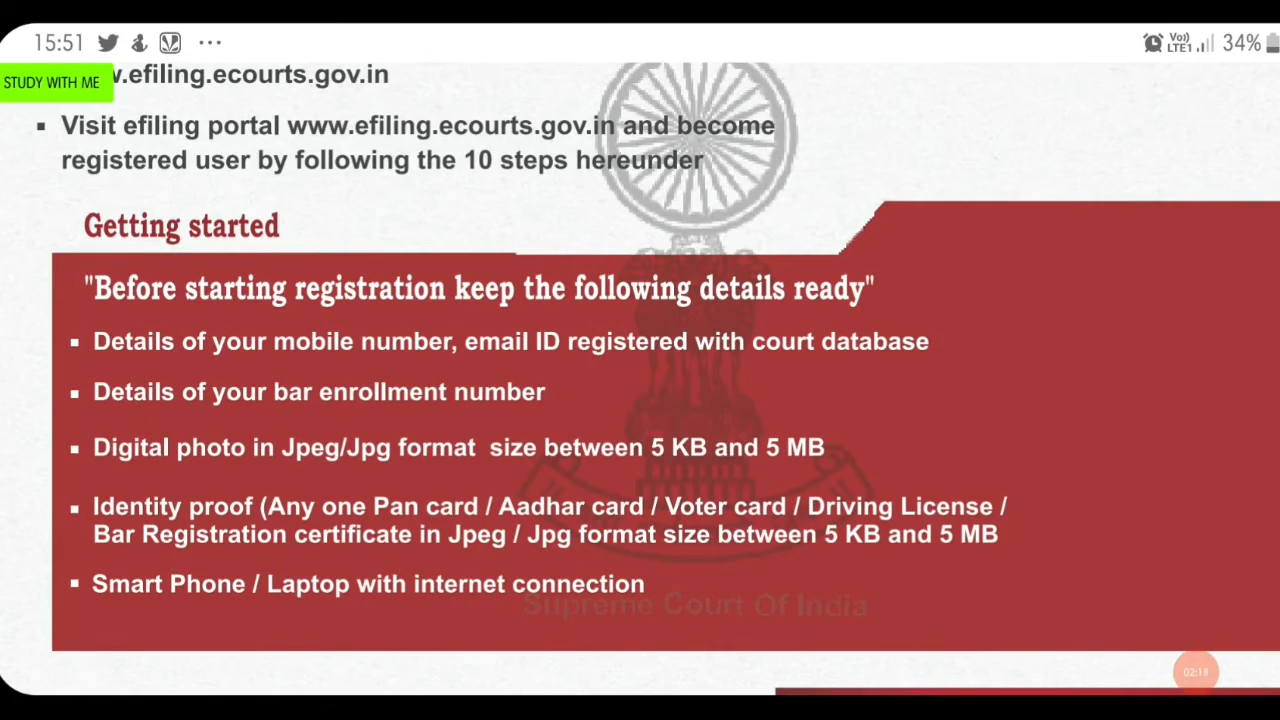 15:51
Vo)) LTE1 34%
STUDY WITH ME
.efiling.ecourts.gov.in
▪ Visit efiling portal www.efiling.ecourts.gov.in and become
registered user by following the 10 steps hereunder
Getting started
"Before starting registration keep the following details ready"
▪ Details of your mobile number, email ID registered with court database
▪ Details of your bar enrollment number
▪ Digital photo in Jpeg/Jpg format size between 5 KB and 5 MB
▪ Identity proof (Any one Pan card / Aadhar card / Voter card / Driving License /
Bar Registration certificate in Jpeg / Jpg format size between 5 KB and 5 MB
▪ Smart Phone / Laptop with internet connection
Supreme Court Of India
02:18